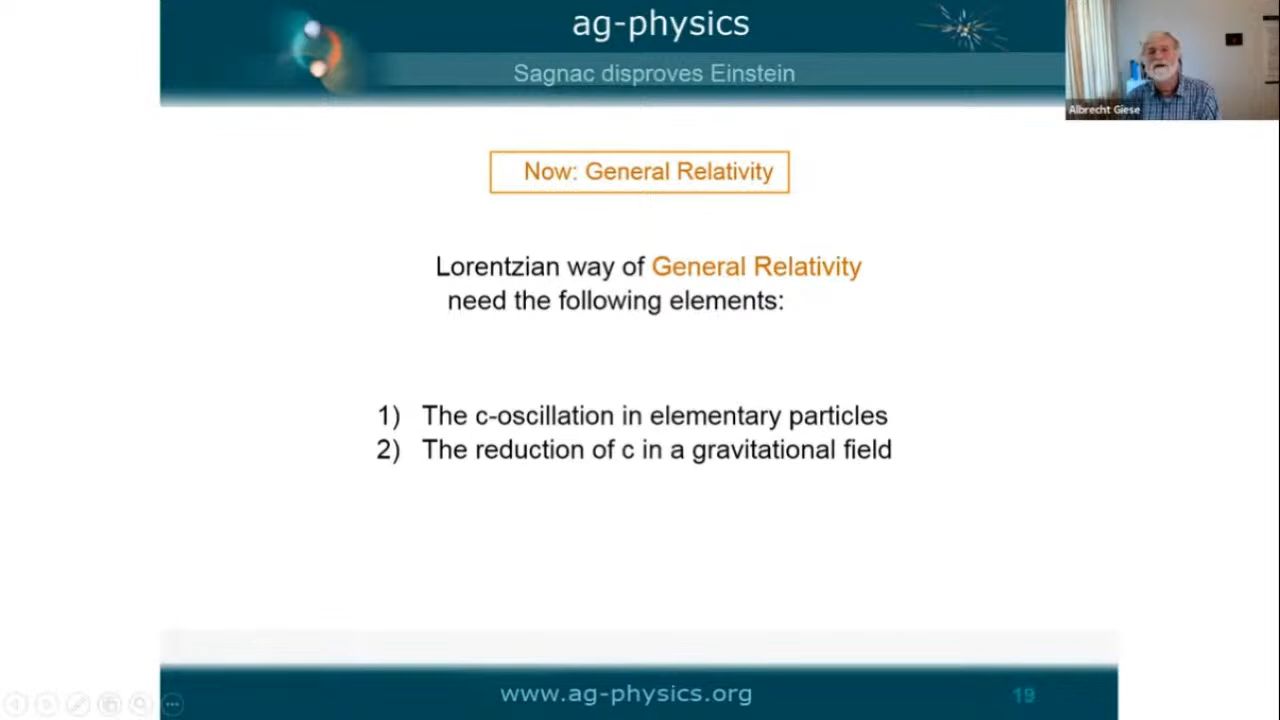 ag-physics
Sagnac disproves Einstein
Albrecht Giese
Now: General Relativity
Lorentzian way of General Relativity
need the following elements:
1) The c-oscillation in elementary particles
2) The reduction of c in a gravitational field
www.ag-physics.org
19